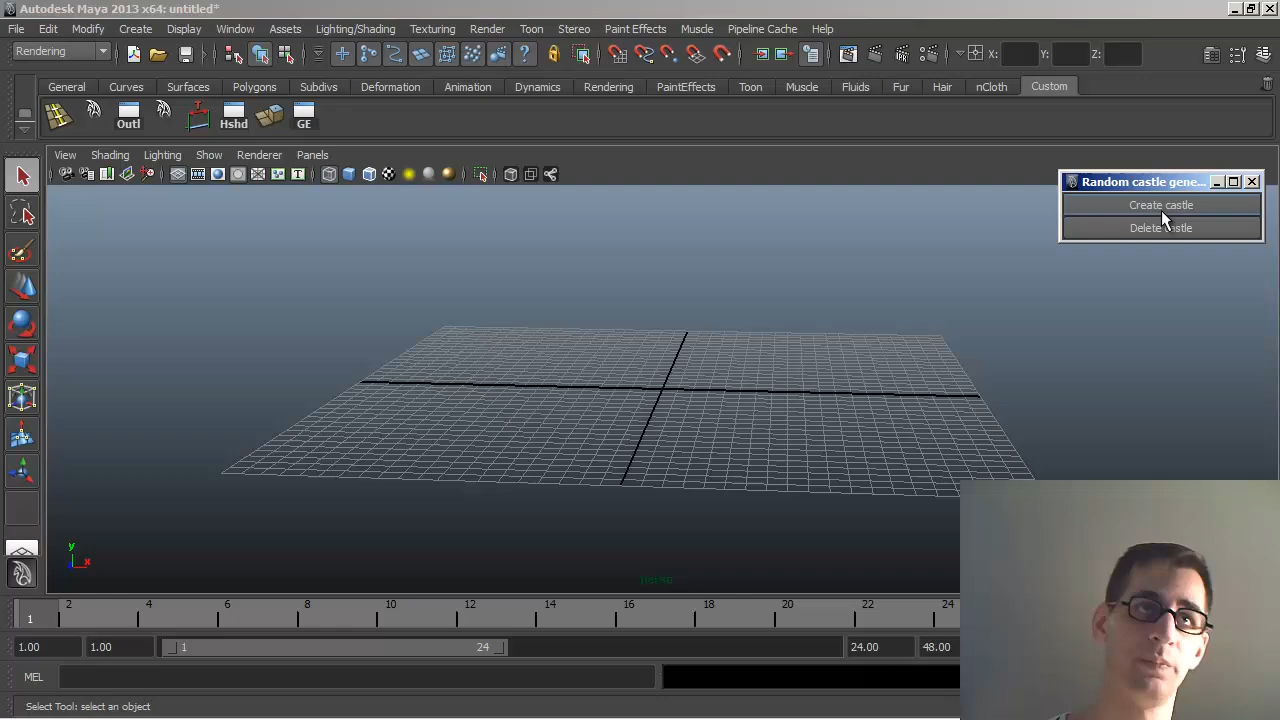 Autodesk Maya 2013 x64: untitled*
File Edit Modify Create Display Window Assets Lighting/Shading Texturing Render Toon Stereo Paint Effects Muscle Pipeline Cache Help
Rendering X: Y: Z:
General Curves Surfaces Polygons Subdivs Deformation Animation Dynamics Rendering PaintEffects Toon Muscle Fluids Fur Hair nCloth Custom
Outl Hshd GE
View Shading Lighting Show Renderer Panels
Random castle gene...
Create castle
y
x
persp
2 4 6 8 10 12 14 16 18 20 22 24
1
1.00 1.00 1 24 24.00 48.00
MEL
Select Tool: select an object